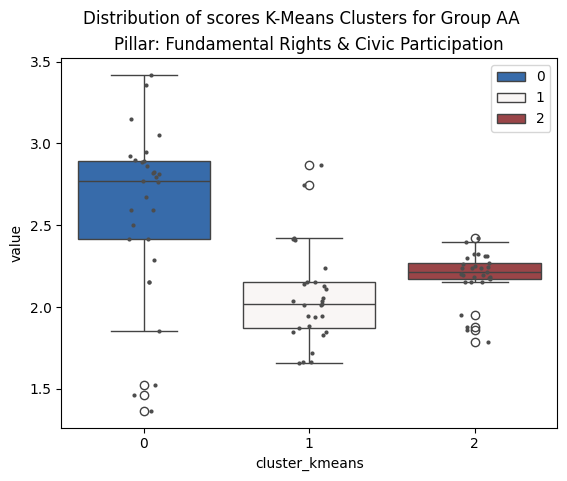 Distribution of scores K-Means Clusters for Group AA
Pillar: Fundamental Rights & Civic Participation
3.5
3.0
2.5
2.0
1.5
value
0
1
2
0
1
2
cluster_kmeans